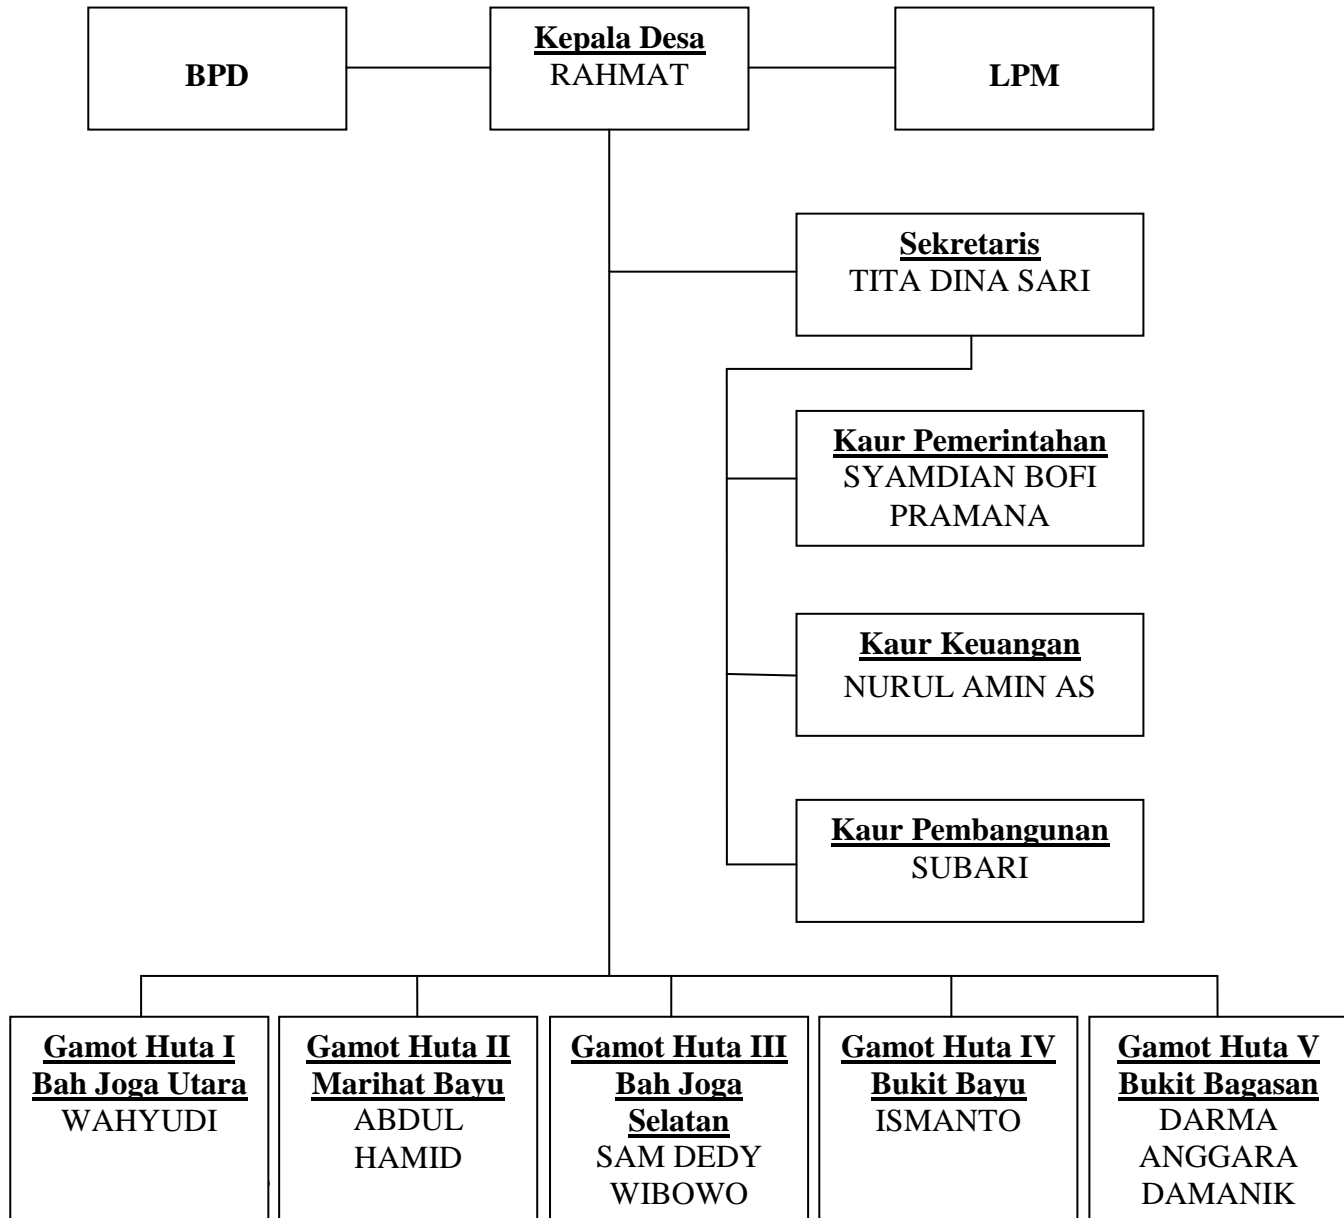 BPD
Kepala Desa
RAHMAT
LPM
Sekretaris
TITA DINA SARI
Kaur Pemerintahan
SYAMDIAN BOFI
PRAMANA
Kaur Keuangan
NURUL AMIN AS
Kaur Pembangunan
SUBARI
Gamot Huta I
Bah Joga Utara
WAHYUDI
Gamot Huta II
Marihat Bayu
ABDUL
HAMID
Gamot Huta III
Bah Joga
Selatan
SAM DEDY
WIBOWO
Gamot Huta IV
Bukit Bayu
ISMANTO
Gamot Huta V
Bukit Bagasan
DARMA
ANGGARA
DAMANIK